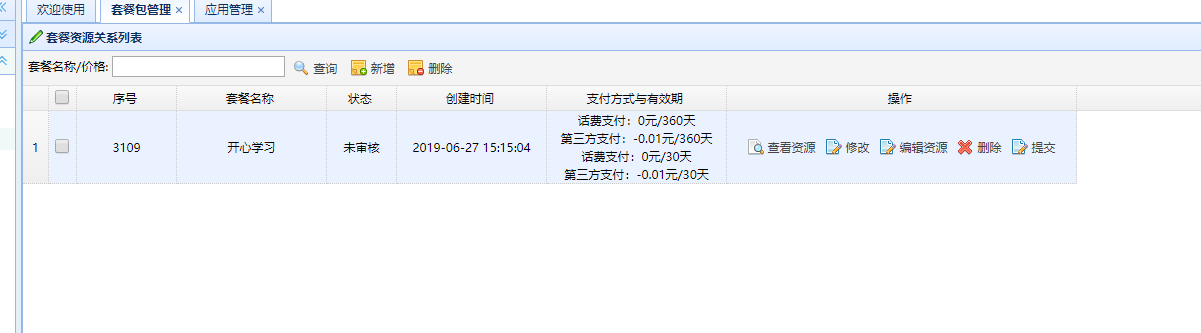 欢迎使用 套餐包管理 应用管理
套餐资源关系列表
套餐名称/价格: 查询 新增 删除
序号 套餐名称 状态 创建时间 支付方式与有效期 操作
1 3109 开心学习 未审核 2019-06-27 15:15:04 话费支付：0元/360天
第三方支付：-0.01元/360天
话费支付：0元/30天
第三方支付：-0.01元/30天
查看资源 修改 编辑资源 删除 提交